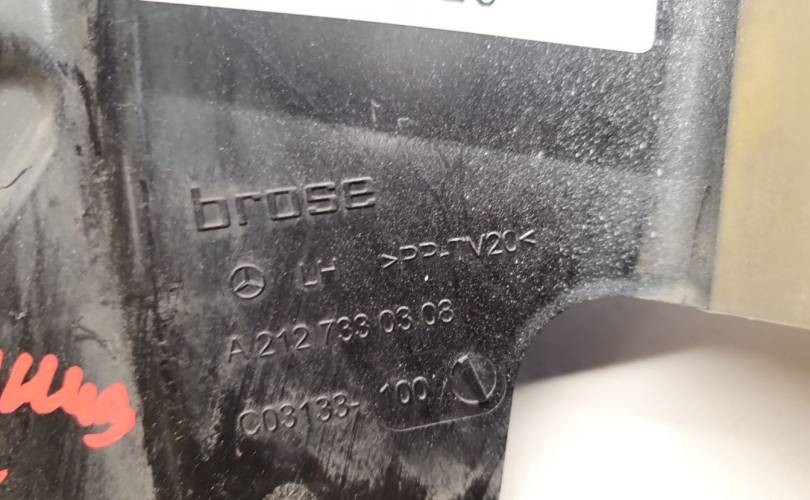 brose
LH >PP-TV20<
A 212 733 03 08
C03133- 100